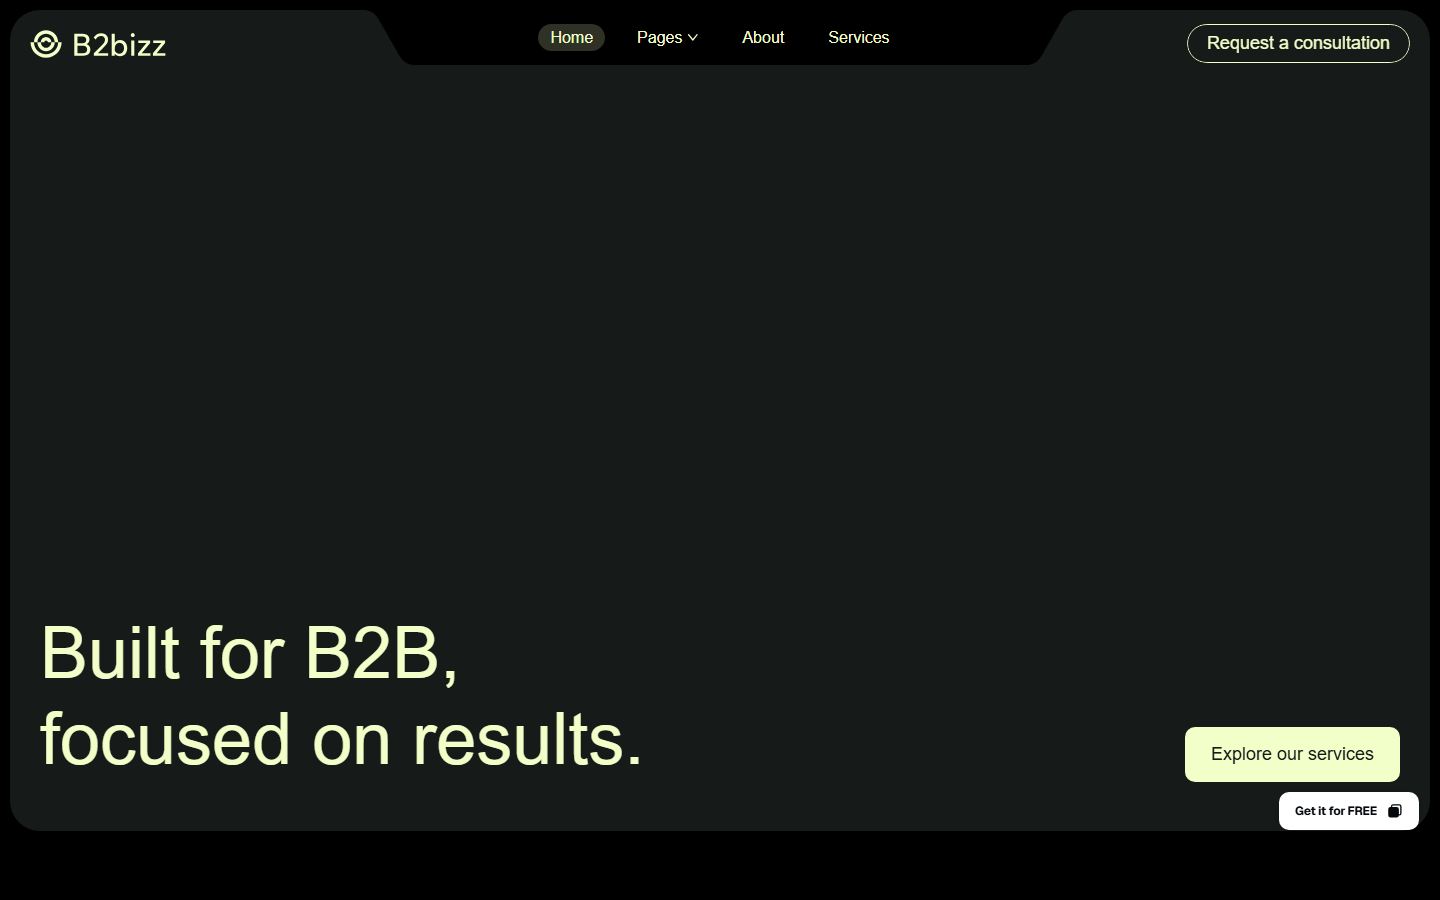 B2bizz
Home
Pages
About
Services
Request a consultation
Built for B2B,
focused on results.
Explore our services
Get it for FREE